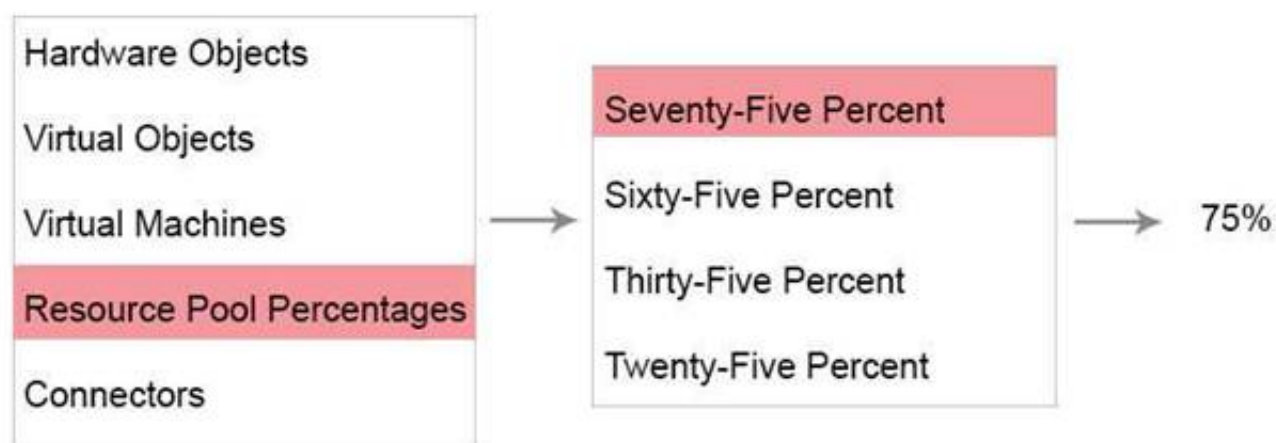 Hardware Objects
Virtual Objects
Virtual Machines
Resource Pool Percentages
Connectors
Seventy-Five Percent
Sixty-Five Percent
Thirty-Five Percent
Twenty-Five Percent
75%